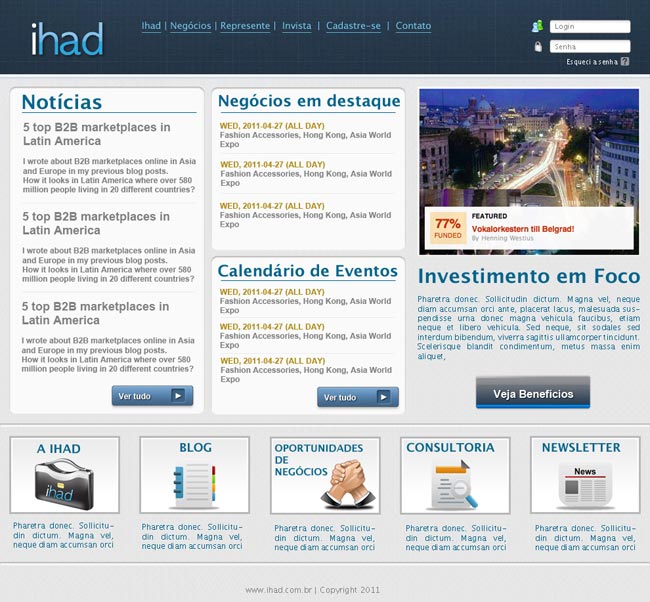 ihad
Ihad | Negócios | Represente | Invista | Cadastre-se | Contato
Login
Senha
Esqueci a senha ?
Notícias
5 top B2B marketplaces in
Latin America
I wrote about B2B marketplaces online in Asia
and Europe in my previous blog posts.
How it looks in Latin America where over 580
million people living in 20 different countries?
5 top B2B marketplaces in
Latin America
I wrote about B2B marketplaces online in Asia
and Europe in my previous blog posts.
How it looks in Latin America where over 580
million people living in 20 different countries?
5 top B2B marketplaces in
Latin America
I wrote about B2B marketplaces online in Asia
and Europe in my previous blog posts.
How it looks in Latin America where over 580
million people living in 20 different countries?
Ver tudo
Negócios em destaque
WED, 2011-04-27 (ALL DAY)
Fashion Accessories, Hong Kong, Asia World
Expo
WED, 2011-04-27 (ALL DAY)
Fashion Accessories, Hong Kong, Asia World
Expo
WED, 2011-04-27 (ALL DAY)
Fashion Accessories, Hong Kong, Asia World
Expo
Calendário de Eventos
WED, 2011-04-27 (ALL DAY)
Fashion Accessories, Hong Kong, Asia World
Expo
WED, 2011-04-27 (ALL DAY)
Fashion Accessories, Hong Kong, Asia World
Expo
WED, 2011-04-27 (ALL DAY)
Fashion Accessories, Hong Kong, Asia World
Expo
Ver tudo
77%
FUNDED
FEATURED
Vokalorkestern till Belgrad!
By Henning Westius
Investimento em Foco
Pharetra donec. Sollicitudin dictum. Magna vel, neque
diam accumsan orci ante, placerat lacus, malesuada sus-
pendisse urna donec magna vehicula faucibus, etiam
neque et libero vehicula. Sed neque, sit sodales sed
interdum bibendum, viverra sagittis ullamcorper tincidunt.
Scelerisque blandit condimentum, metus massa enim
aliquet,
Veja Beneficios
A IHAD
ihad
Pharetra donec. Sollicitu-
din dictum. Magna vel,
neque diam accumsan orci
BLOG
Pharetra donec. Sollicitu-
din dictum. Magna vel,
neque diam accumsan orci
OPORTUNIDADES
DE
NEGÓCIOS
Pharetra donec. Sollicitu-
din dictum. Magna vel,
neque diam accumsan orci
CONSULTORIA
Pharetra donec. Sollicitu-
din dictum. Magna vel,
neque diam accumsan orci
NEWSLETTER
News
Pharetra donec. Sollicitu-
din dictum. Magna vel,
neque diam accumsan orci
www.ihad.com.br | Copyright 2011